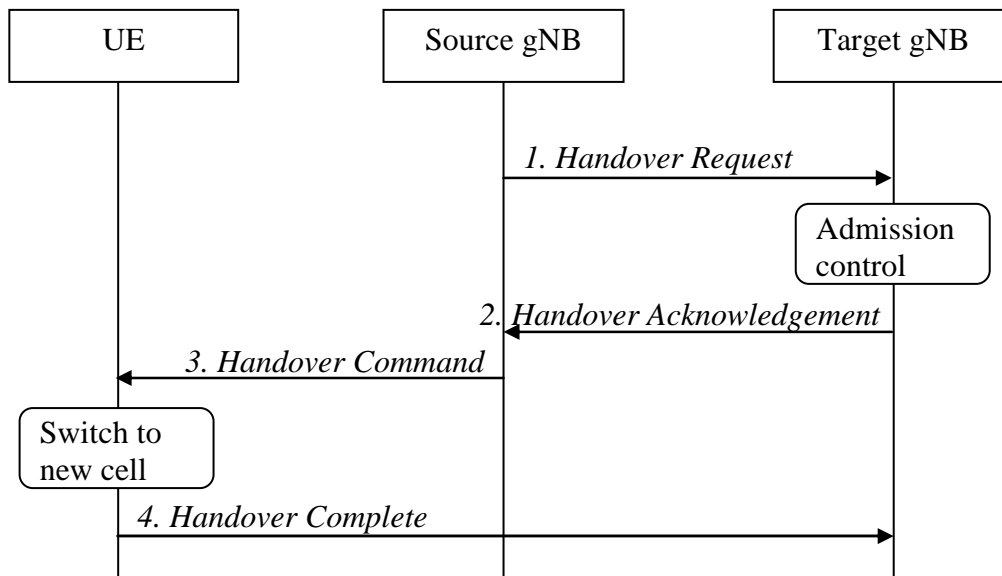 UE
Source gNB
Target gNB
1. Handover Request
Admission
control
2. Handover Acknowledgement
3. Handover Command
Switch to
new cell
4. Handover Complete